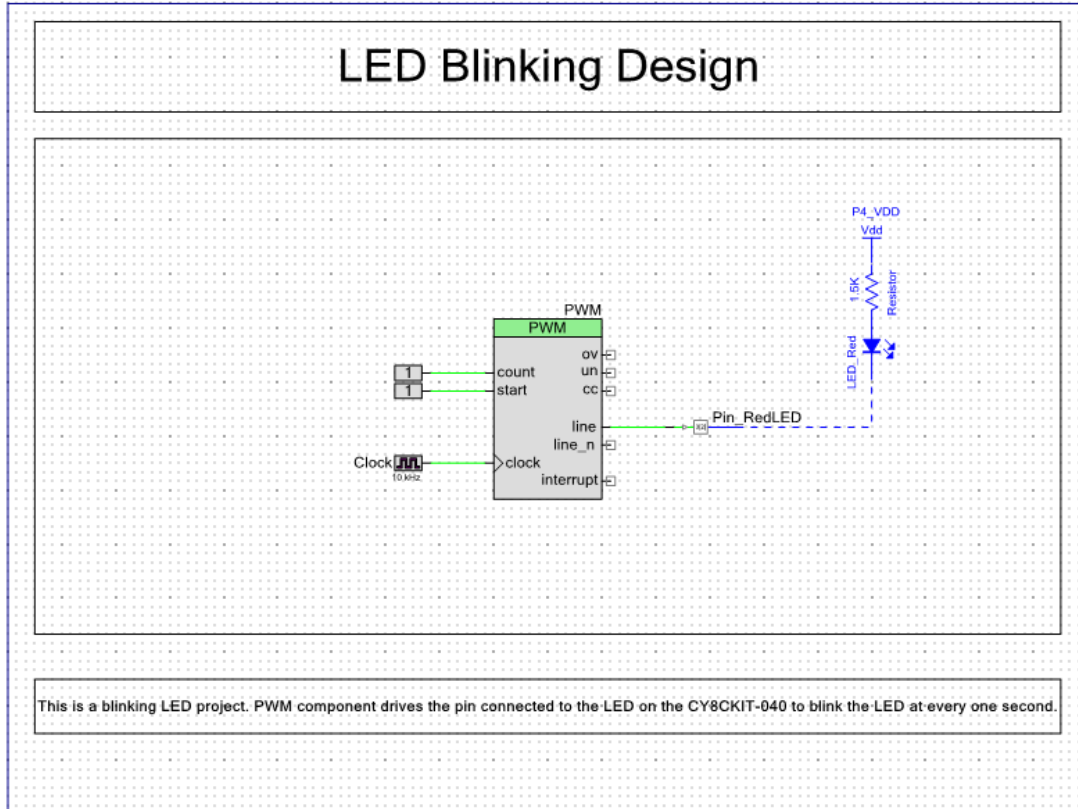 LED Blinking Design
P4_VDD
Vdd
1.5K
Resistor
LED_Red
PWM
PWM
ov
1
count
un
1
start
cc
Pin_RedLED
line
line_n
Clock
clock
10 kHz
interrupt
This is a blinking LED project. PWM component drives the pin connected to the LED on the CY8CKIT-040 to blink the LED at every one second.